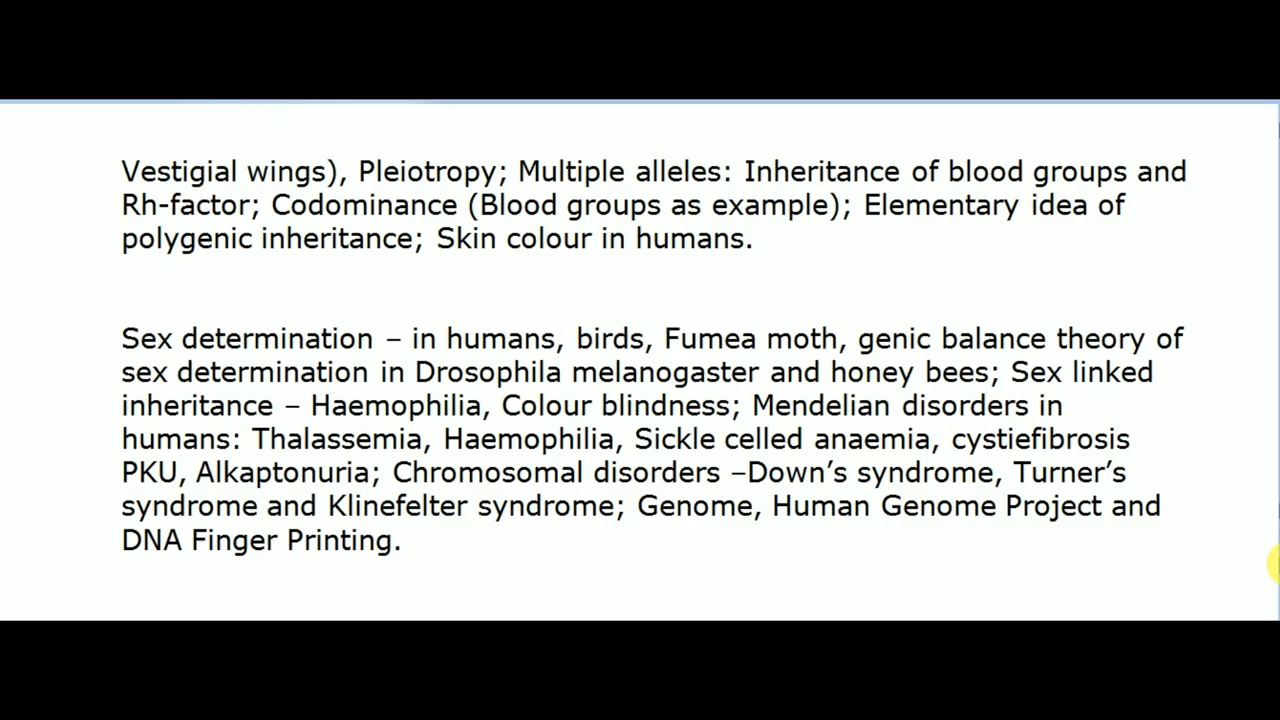 Vestigial wings), Pleiotropy; Multiple alleles: Inheritance of blood groups and
Rh-factor; Codominance (Blood groups as example); Elementary idea of
polygenic inheritance; Skin colour in humans.
Sex determination – in humans, birds, Fumea moth, genic balance theory of
sex determination in Drosophila melanogaster and honey bees; Sex linked
inheritance – Haemophilia, Colour blindness; Mendelian disorders in
humans: Thalassemia, Haemophilia, Sickle celled anaemia, cystiefibrosis
PKU, Alkaptonuria; Chromosomal disorders –Down’s syndrome, Turner’s
syndrome and Klinefelter syndrome; Genome, Human Genome Project and
DNA Finger Printing.